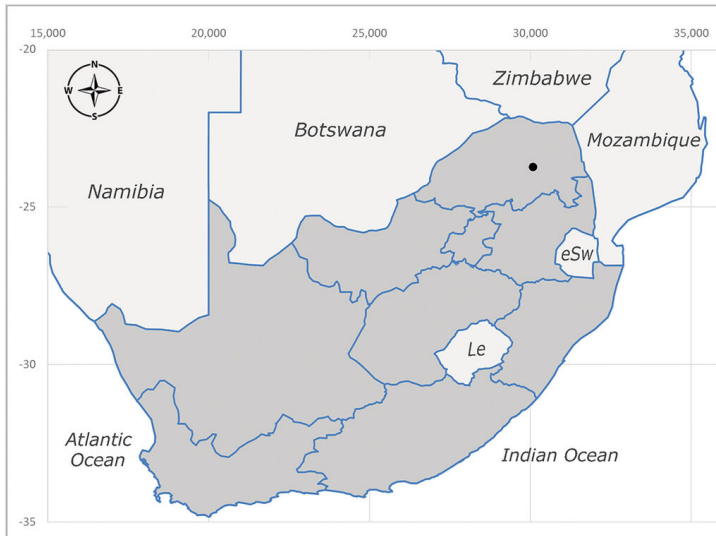 15,000 20,000 25,000 30,000 35,000
-20
N
W E
S
Zimbabwe
Botswana
Mozambique
Namibia
-25
eSw
Le
-30
Atlantic
Ocean
Indian Ocean
-35